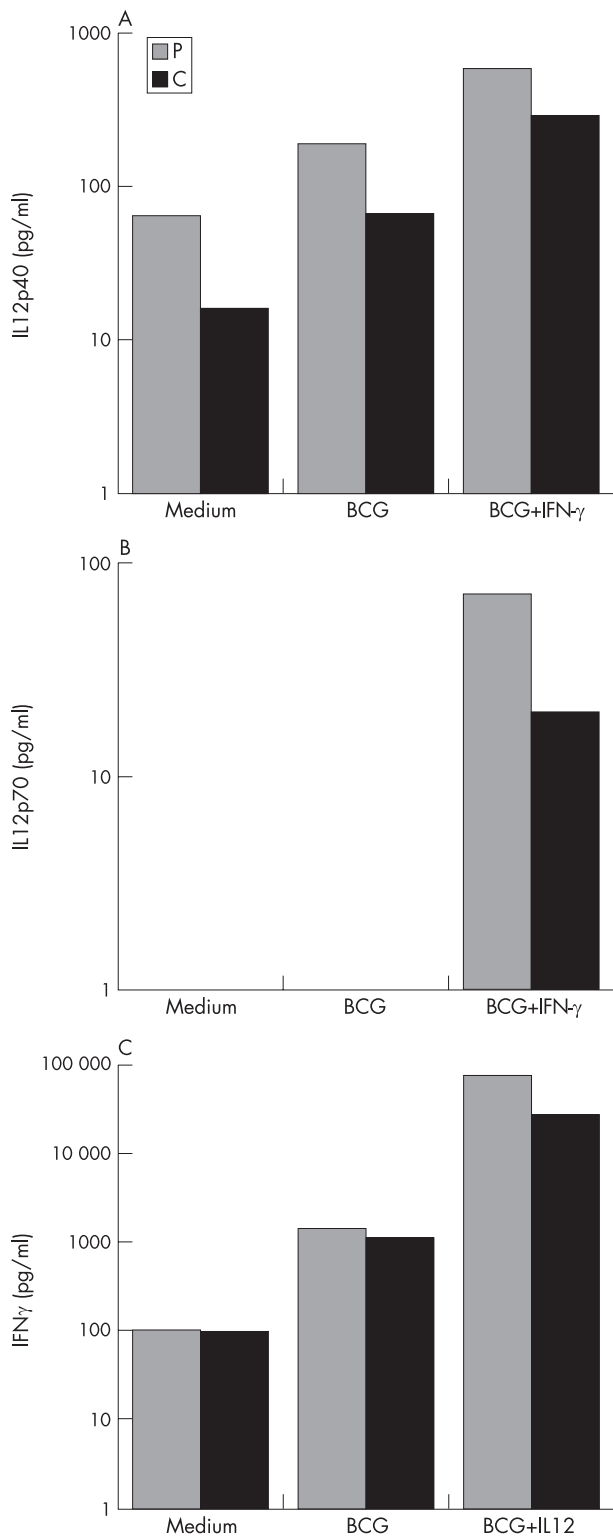 A
1000
P
C
100
10
1
IL12p40 (pg/ml)
Medium BCG BCG+IFN-γ
B
100
10
1
IL12p70 (pg/ml)
Medium BCG BCG+IFN-γ
C
100 000
10 000
1000
100
10
1
IFNγ (pg/ml)
Medium BCG BCG+IL12